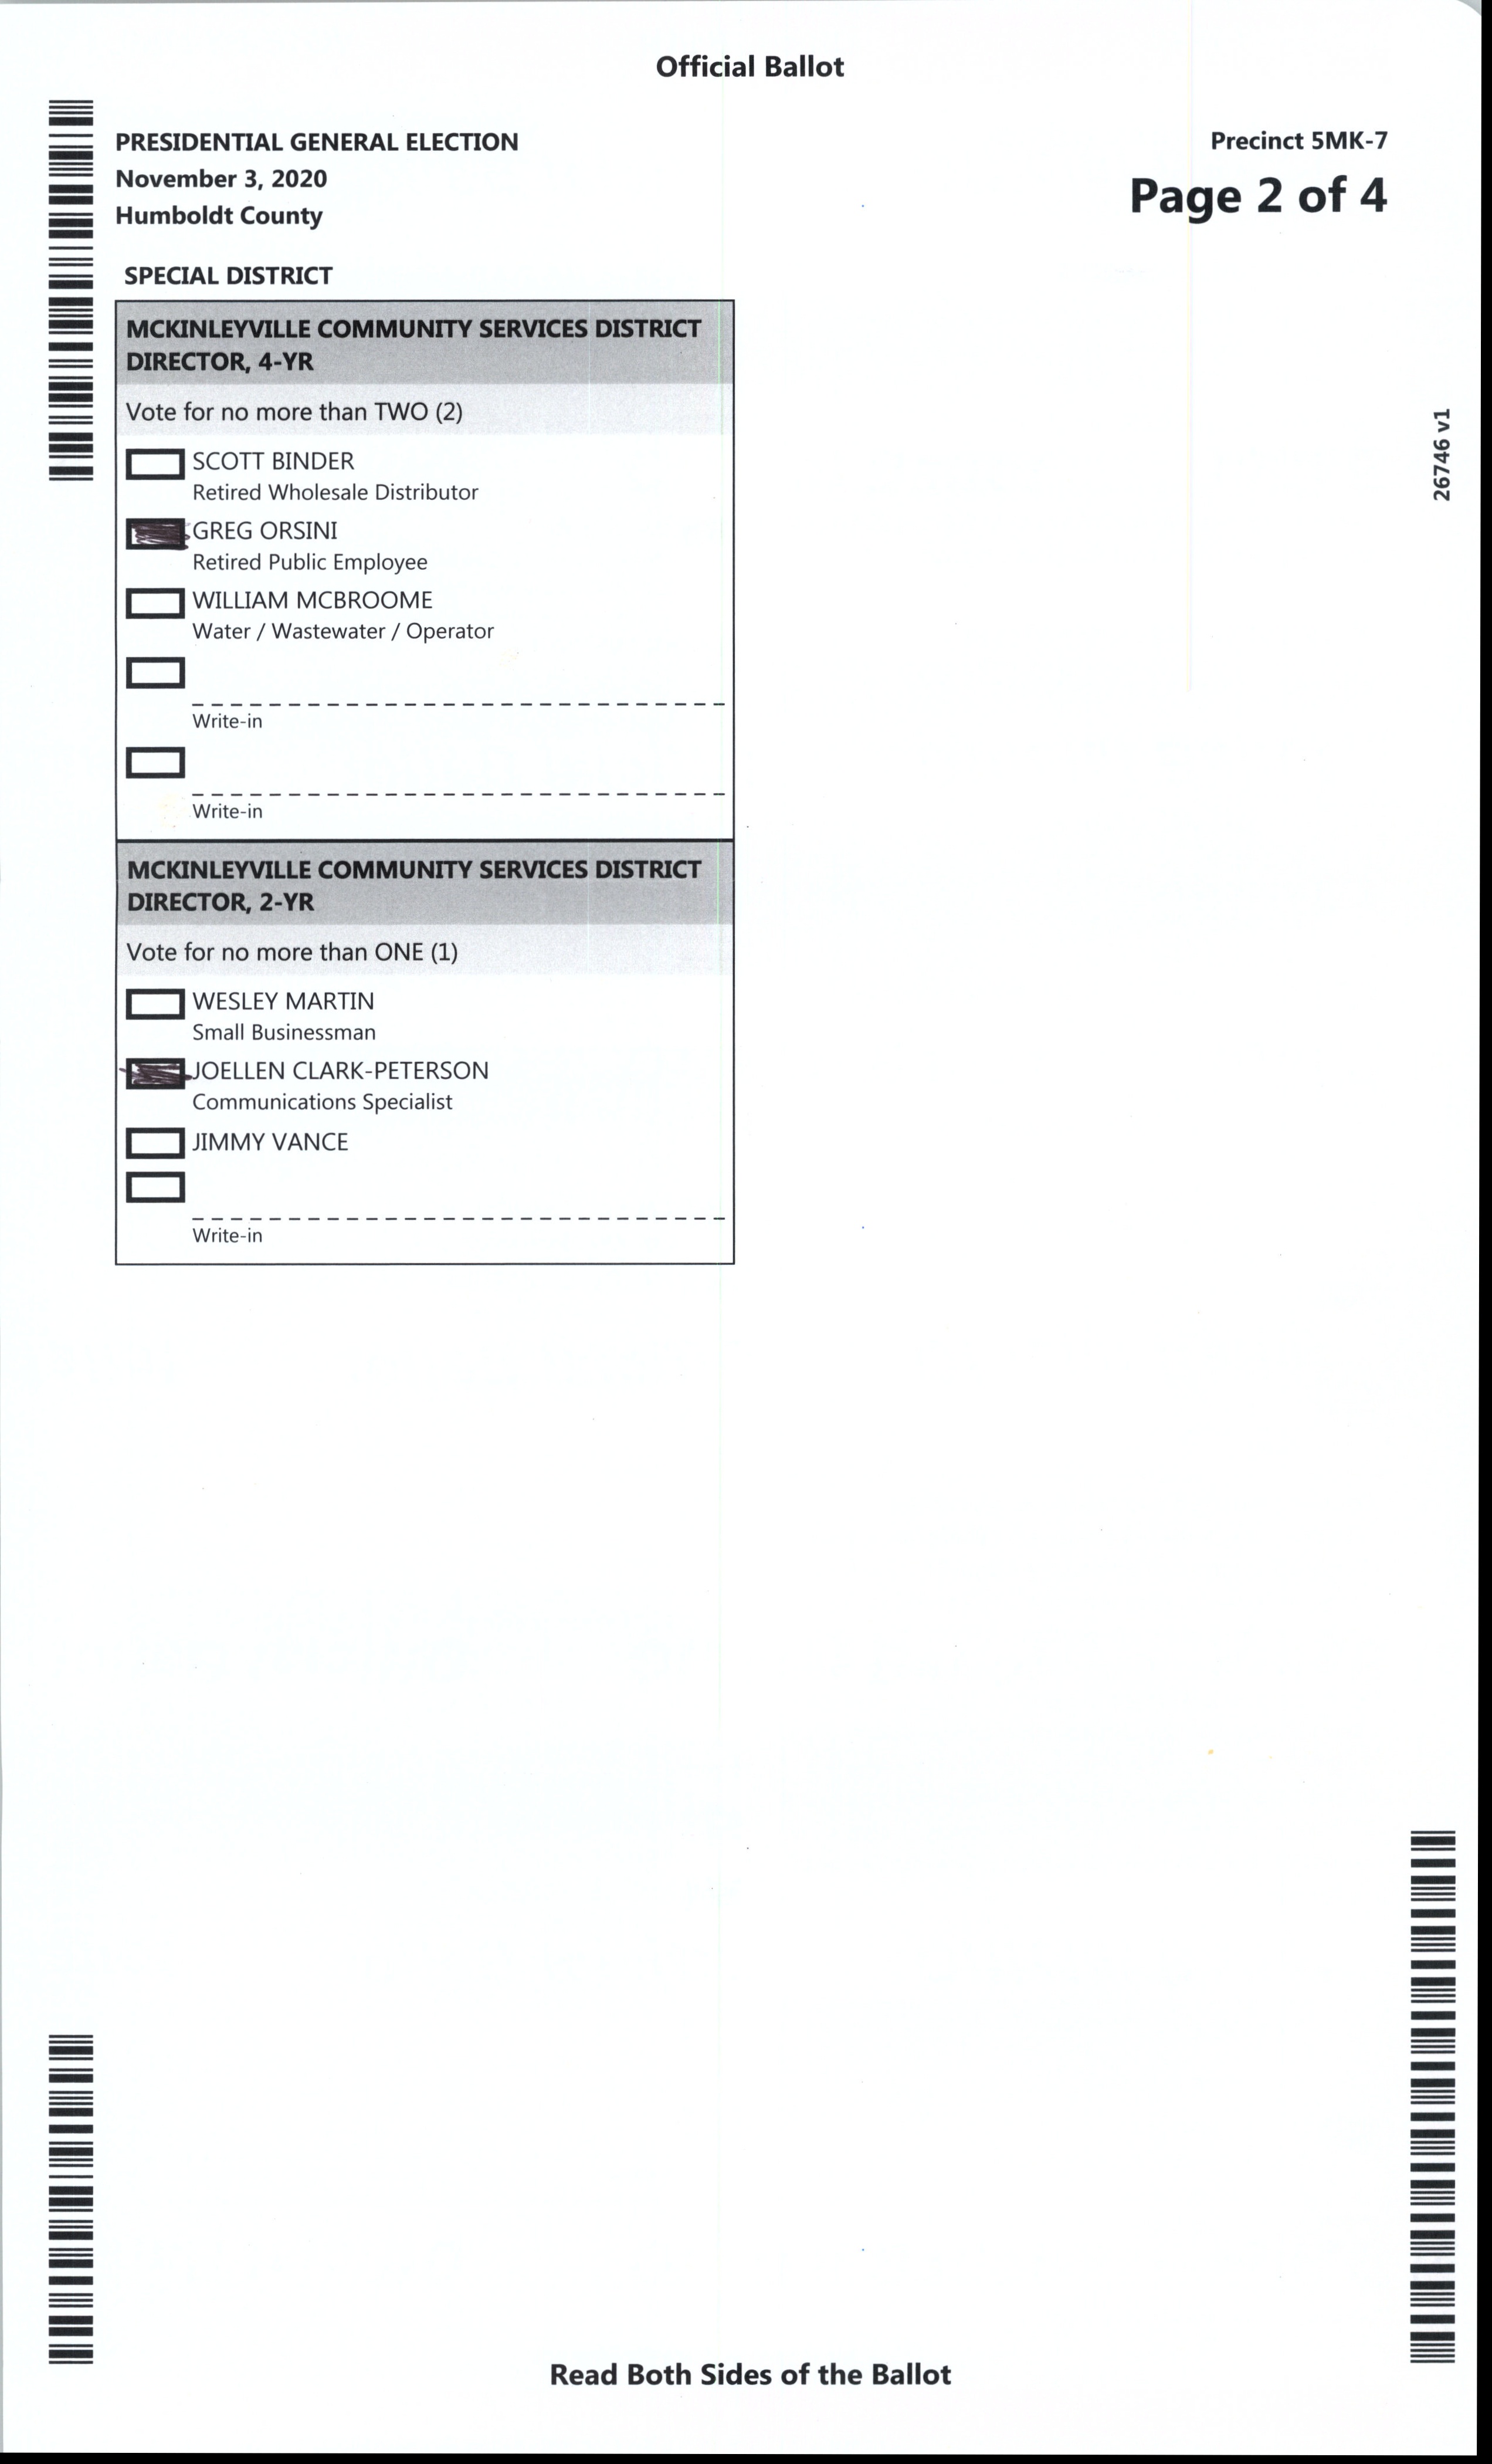 Official Ballot
PRESIDENTIAL GENERAL ELECTION
November 3, 2020
Humboldt County
Precinct 5MK-7
Page 2 of 4
SPECIAL DISTRICT
MCKINLEYVILLE COMMUNITY SERVICES DISTRICT
DIRECTOR, 4-YR
Vote for no more than TWO (2)
SCOTT BINDER
Retired Wholesale Distributor
GREG ORSINI
Retired Public Employee
WILLIAM MCBROOME
Water / Wastewater / Operator
Write-in
Write-in
MCKINLEYVILLE COMMUNITY SERVICES DISTRICT
DIRECTOR, 2-YR
Vote for no more than ONE (1)
WESLEY MARTIN
Small Businessman
JOELLEN CLARK-PETERSON
Communications Specialist
JIMMY VANCE
Write-in
26746 v1
Read Both Sides of the Ballot